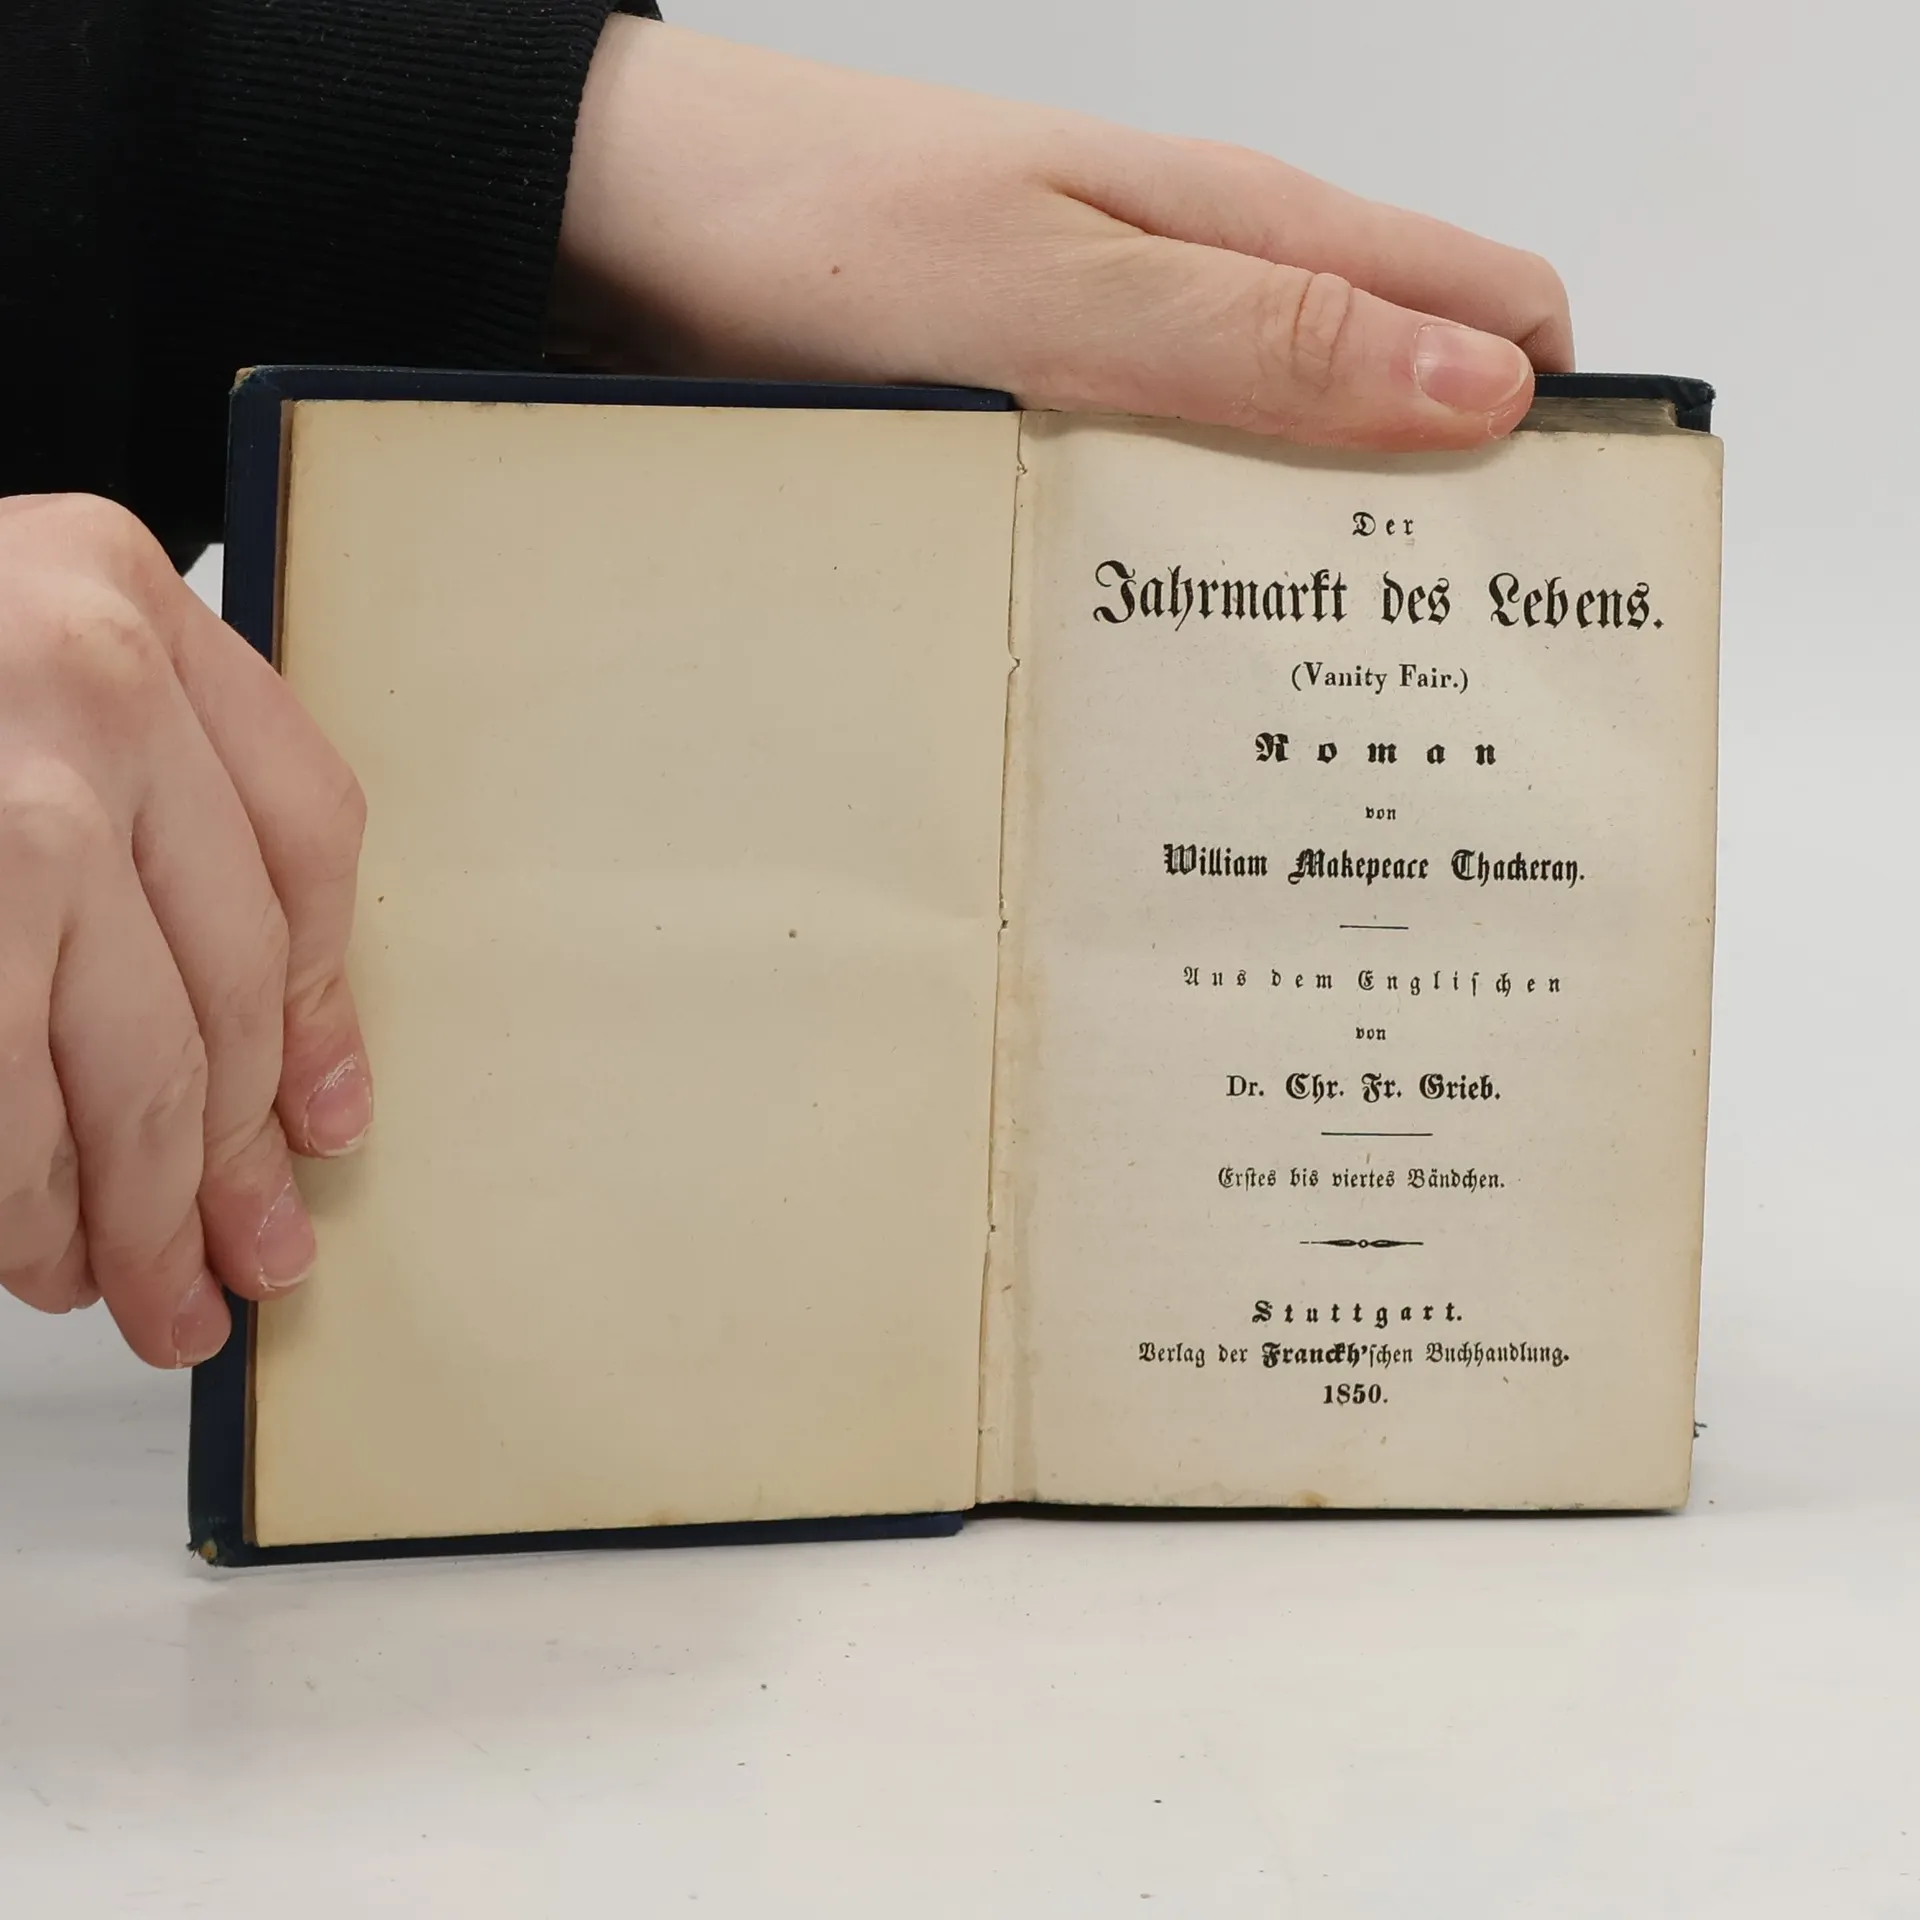 Der
Jahrmarkt des Lebens.
(Vanity Fair.)
Roman
von
William Makepeace Thackeray.
Aus dem Engliſchen
von
Dr. Chr. Fr. Grieb.
Erſtes bis viertes Bändchen.
Stuttgart.
Verlag der Franckh'ſchen Buchhandlung.
1850.